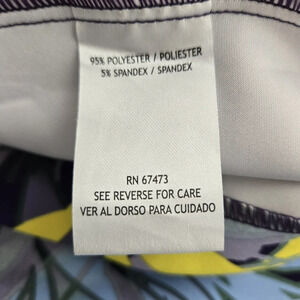 95% POLYESTER / POLIESTER
5% SPANDEX / SPANDEX
RN 67473
SEE REVERSE FOR CARE
VER AL DORSO PARA CUIDADO